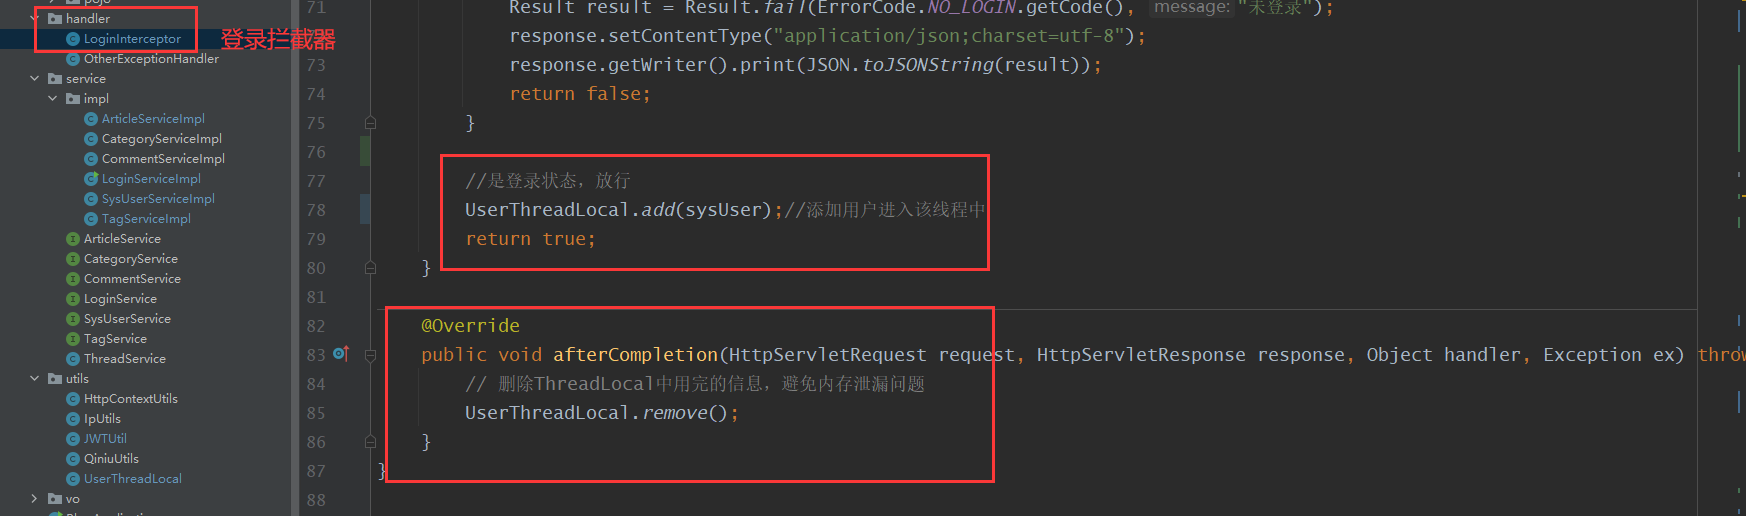 pojo
handler
LoginInterceptor
登录拦截器
OtherExceptionHandler
service
impl
ArticleServiceImpl
CategoryServiceImpl
CommentServiceImpl
LoginServiceImpl
SysUserServiceImpl
TagServiceImpl
ArticleService
CategoryService
CommentService
LoginService
SysUserService
TagService
ThreadService
utils
HttpContextUtils
IpUtils
JWTUtil
QiniuUtils
UserThreadLocal
vo
71 Result result = Result.fail(ErrorCode.NO_LOGIN.getCode(), message: "未登录");
response.setContentType("application/json;charset=utf-8");
73 response.getWriter().print(JSON.toJSONString(result));
74 return false;
75 }
76
77 //是登录状态，放行
78 UserThreadLocal.add(sysUser);//添加用户进入该线程中
79 return true;
80 }
81
82 @Override
83 public void afterCompletion(HttpServletRequest request, HttpServletResponse response, Object handler, Exception ex) throw
84 // 删除ThreadLocal中用完的信息，避免内存泄漏问题
85 UserThreadLocal.remove();
86 }
87 }
88